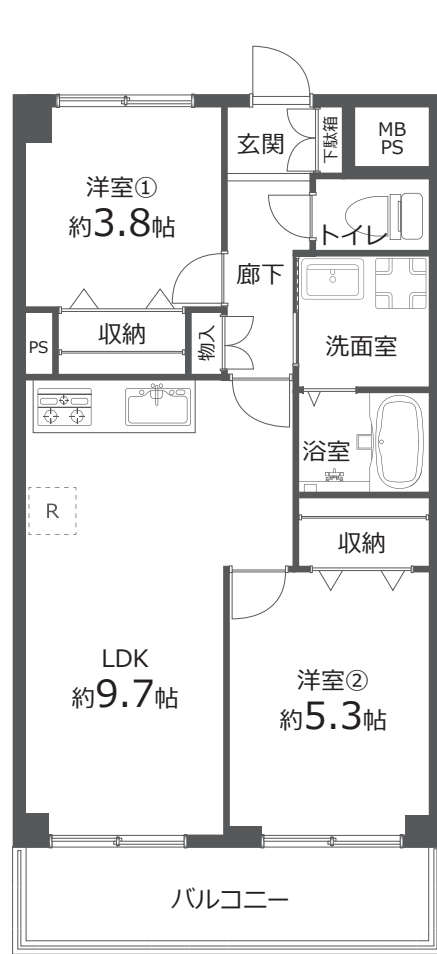 玄関
下駄箱
MB
PS
洋室①
約3.8帖
トイレ
廊下
PS
収納
物入
洗面室
浴室
R
収納
LDK
約9.7帖
洋室②
約5.3帖
バルコニー